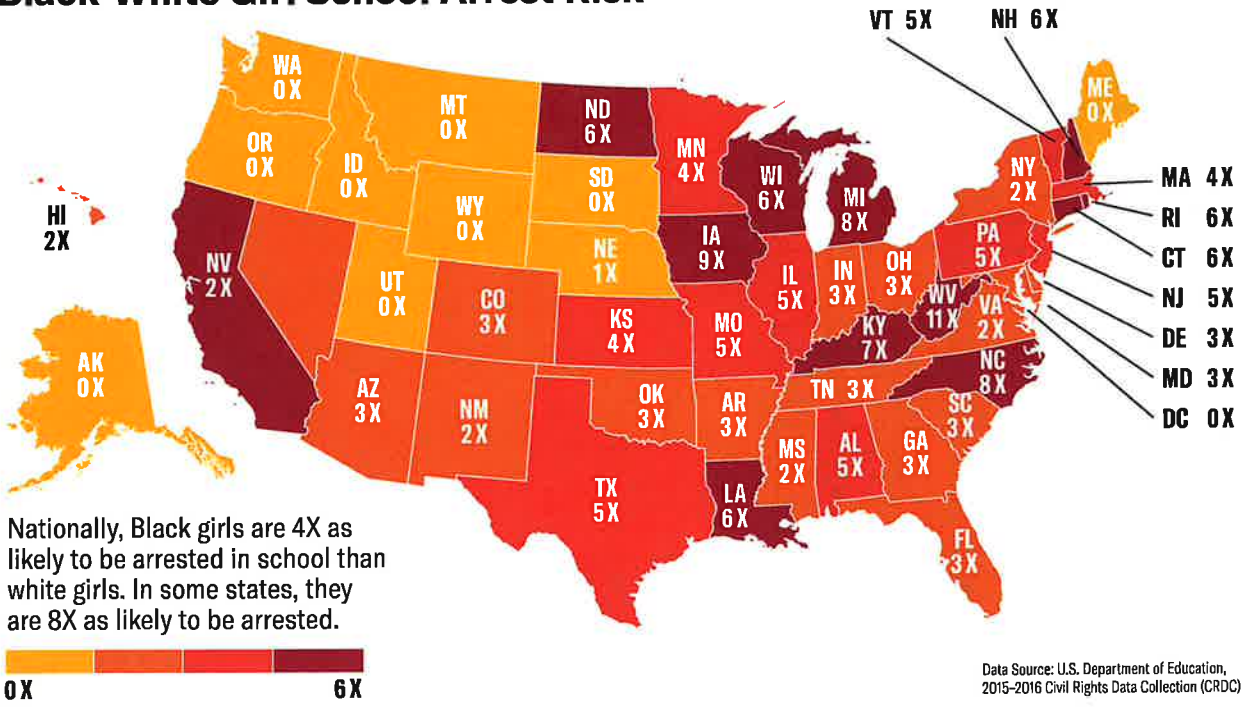 Black-White Girl School Arrest Risk
VT 5X
NH 6X
WA
0X
MT
0X
ND
6X
ME
0X
OR
0X
ID
0X
MN
4X
WI
6X
NY
2X
MA 4X
SD
0X
WY
0X
MI
8X
RI 6X
HI
2X
IA
9X
PA
5X
CT 6X
NV
2X
NE
1X
UT
0X
IL
5X
IN
3X
OH
3X
NJ 5X
CO
3X
WV
11X
VA
2X
KS
4X
MO
5X
KY
7X
DE 3X
AK
0X
NC
8X
MD 3X
AZ
3X
NM
2X
OK
3X
AR
3X
TN 3X
SC
3X
DC 0X
MS
2X
AL
5X
GA
3X
TX
5X
LA
6X
FL
3X
Nationally, Black girls are 4X as
likely to be arrested in school than
white girls. In some states, they
are 8X as likely to be arrested.
0X
6X
Data Source: U.S. Department of Education,
2015–2016 Civil Rights Data Collection (CRDC)